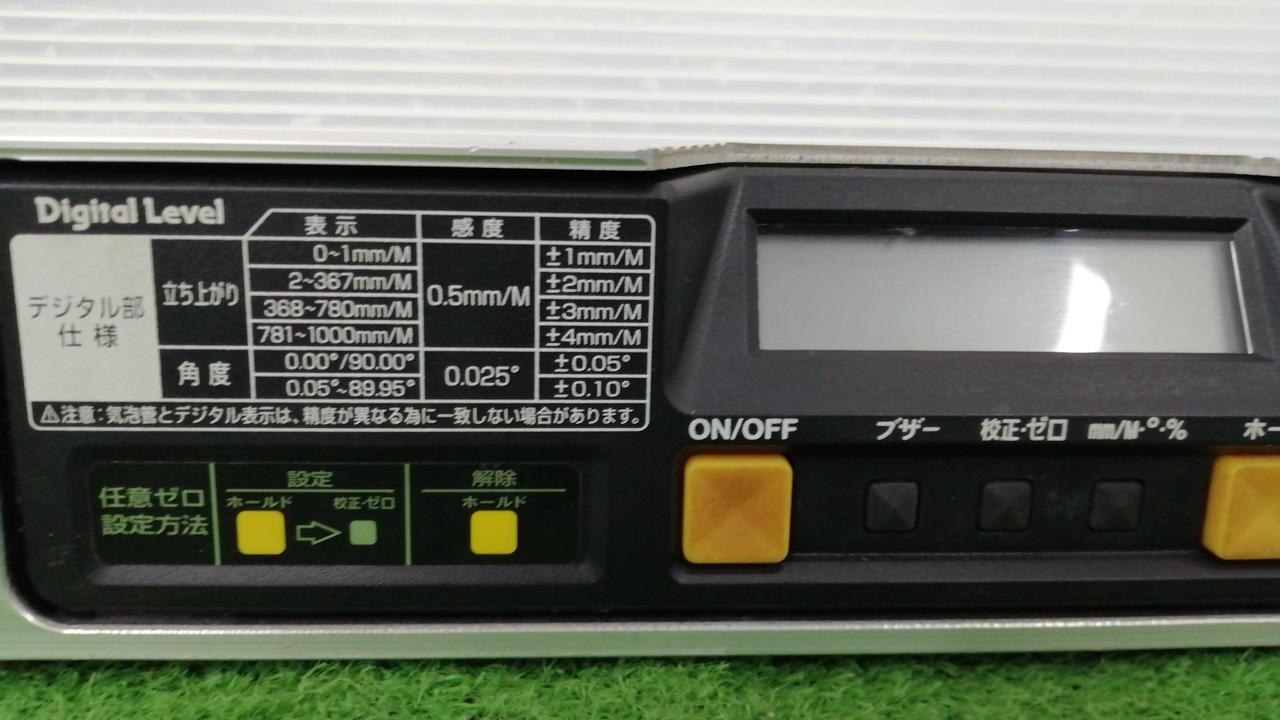 Digital Level
表示 感度 精度
デジタル部
仕様
立ち上がり
0~1mm/M
2~367mm/M
368~780mm/M
781~1000mm/M
0.5mm/M
±1mm/M
±2mm/M
±3mm/M
±4mm/M
角度
0.00°/90.00°
0.05°~89.95°
0.025°
±0.05°
±0.10°
⚠注意:気泡管とデジタル表示は、精度が異なる為に一致しない場合があります。
任意ゼロ
設定方法
設定
ホールド 校正・ゼロ
解除
ホールド
ON/OFF ブザー 校正・ゼロ mm/M・°・% ホー